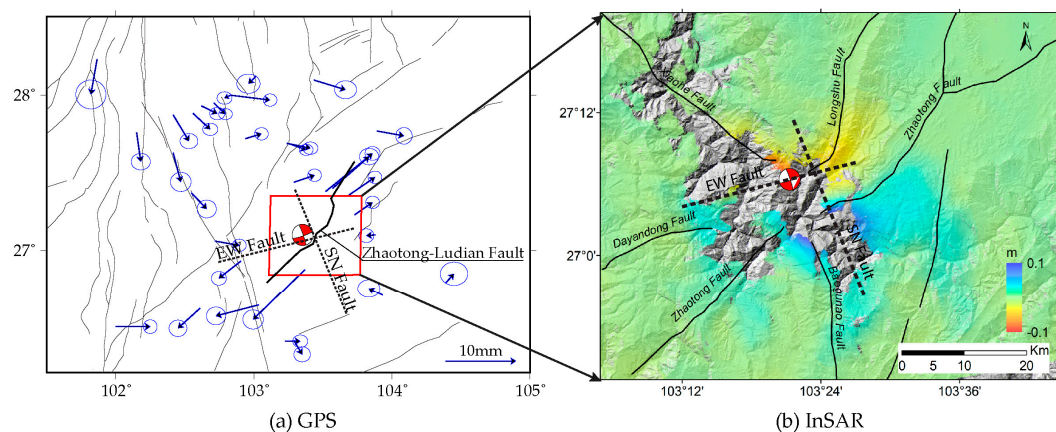 28°
27°
EW Fault
SN Fault
Zhaotong-Ludian Fault
10mm
102°
103°
104°
105°
(a) GPS
N
27°12'
27°0'
Xiaohe Fault
Longshu Fault
Zhaotong Fault
EW Fault
SN Fault
Dayandong Fault
Zhaotong Fault
Baogunao Fault
m
0.1
-0.1
Km
0 5 10 20
103°12'
103°24'
103°36'
(b) InSAR